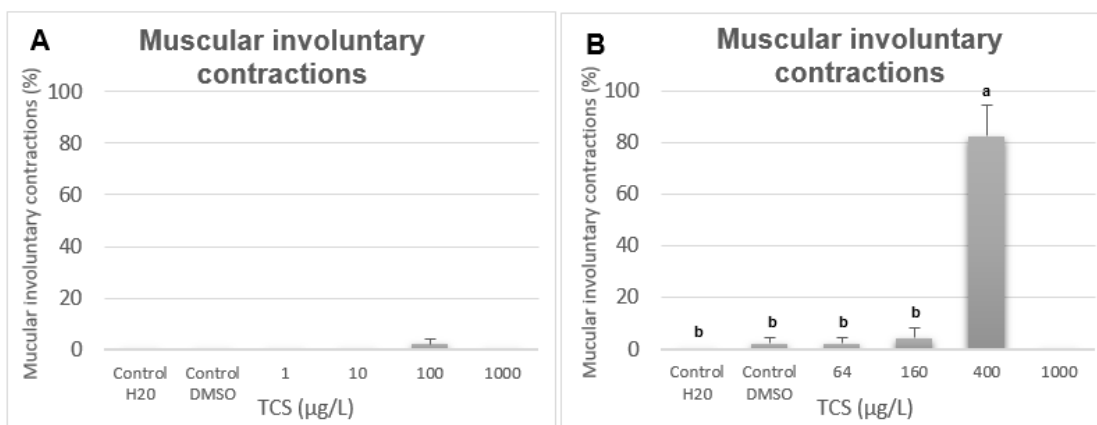 A
Muscular involuntary
contractions
Mucular involuntary contractions (%)
100
80
60
40
20
0
Control
H20
Control
DMSO
1
10
100
1000
TCS (µg/L)
B
Muscular involuntary
contractions
Mucular involuntary contractions (%)
100
80
60
40
20
0
b
b
b
b
a
Control
H20
Control
DMSO
64
160
400
1000
TCS (µg/L)